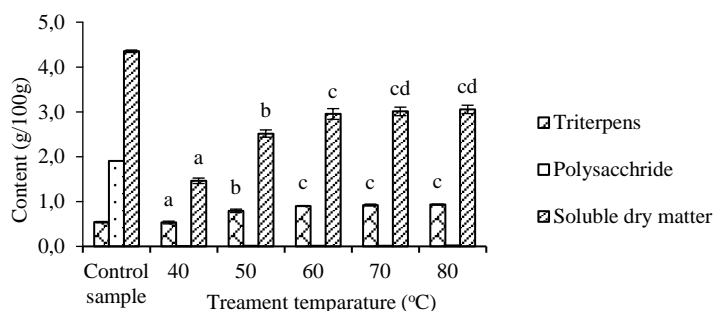 5,0
4,0
3,0
2,0
1,0
0,0
Content (g/100g)
a a b b c c c cd c cd
Control sample 40 50 60 70 80
Treament temparature (ºC)
Triterpens
Polysacchride
Soluble dry matter